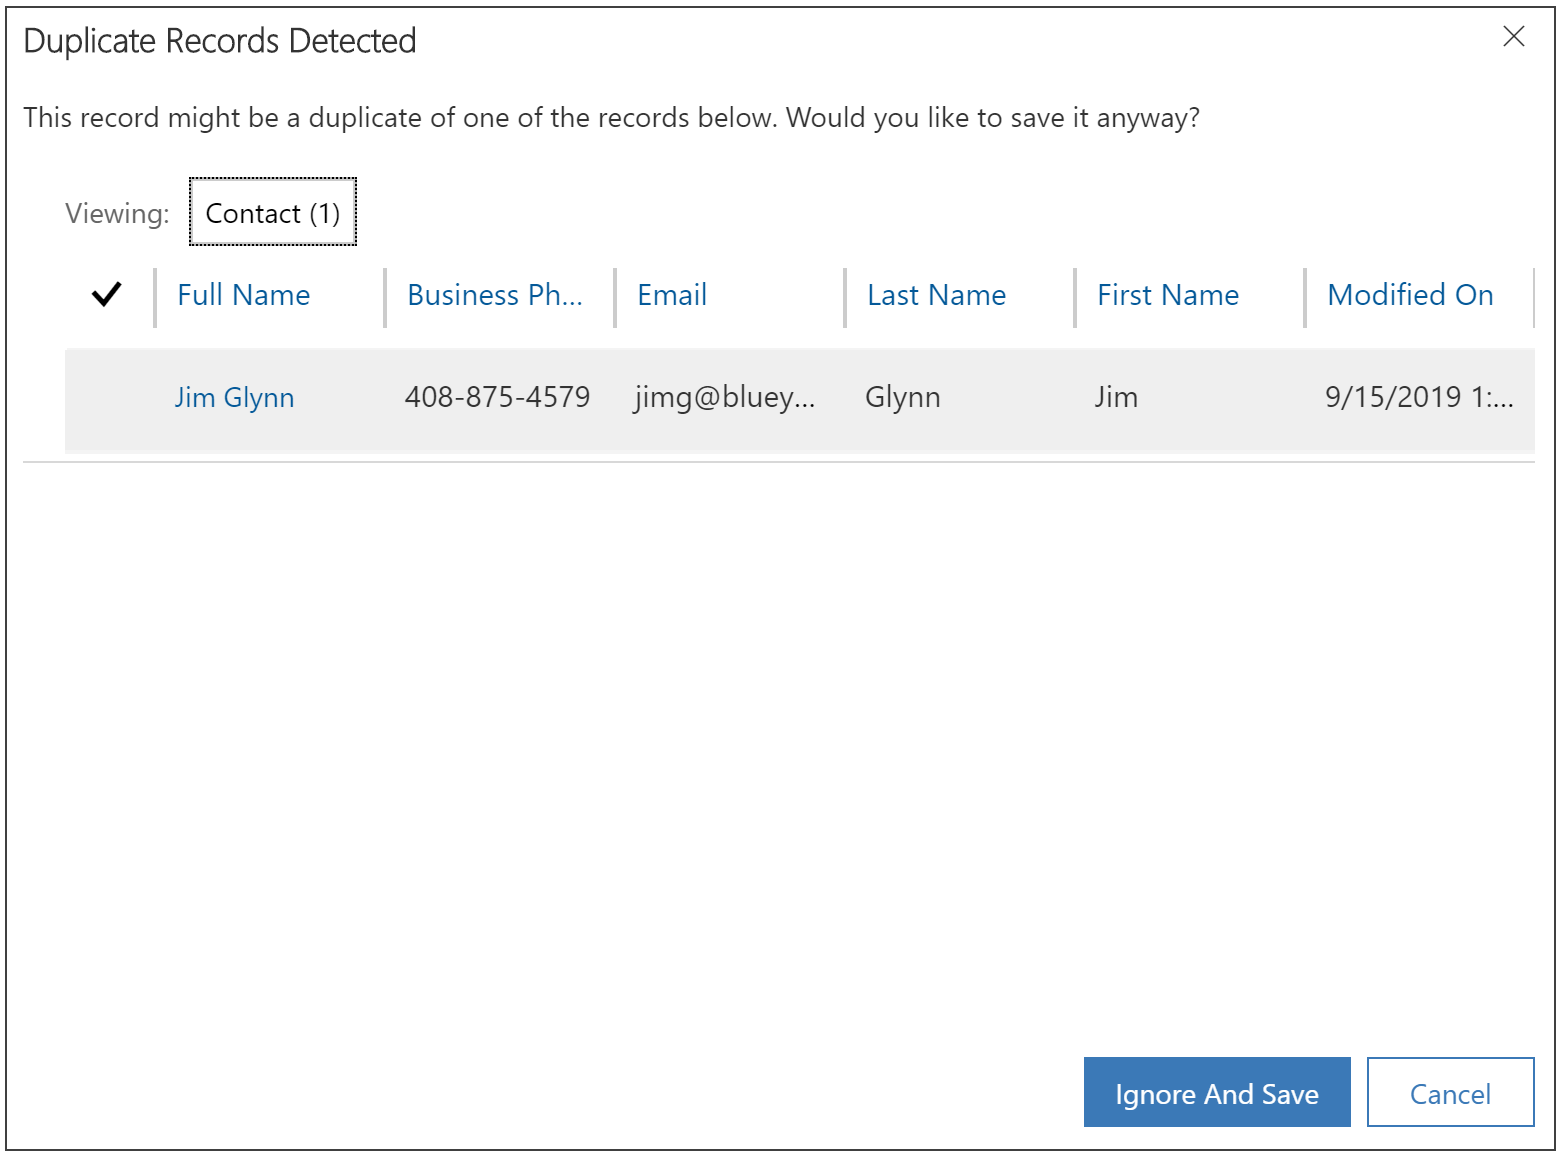 Duplicate Records Detected
This record might be a duplicate of one of the records below. Would you like to save it anyway?
Viewing: Contact (1)
Full Name Business Ph... Email Last Name First Name Modified On
Jim Glynn 408-875-4579 jimg@bluey... Glynn Jim 9/15/2019 1:...
Ignore And Save Cancel